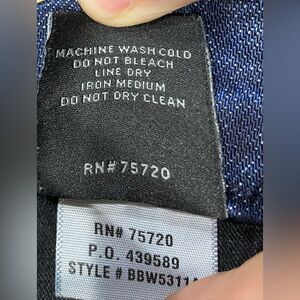 MACHINE WASH COLD
DO NOT BLEACH
LINE DRY
IRON MEDIUM
DO NOT DRY CLEAN
RN# 75720
RN# 75720
P.O. 439589
STYLE #